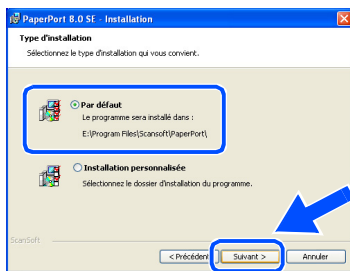 PaperPort 8.0 SE - Installation
Type d'installation
Sélectionnez le type d'installation qui vous convient.
Par défaut
Le programme sera installé dans :
E:\Program Files\Scansoft\PaperPort\
Installation personnalisée
Sélectionnez le dossier d'installation du programme.
ScanSoft
< Précédent Suivant > Annuler